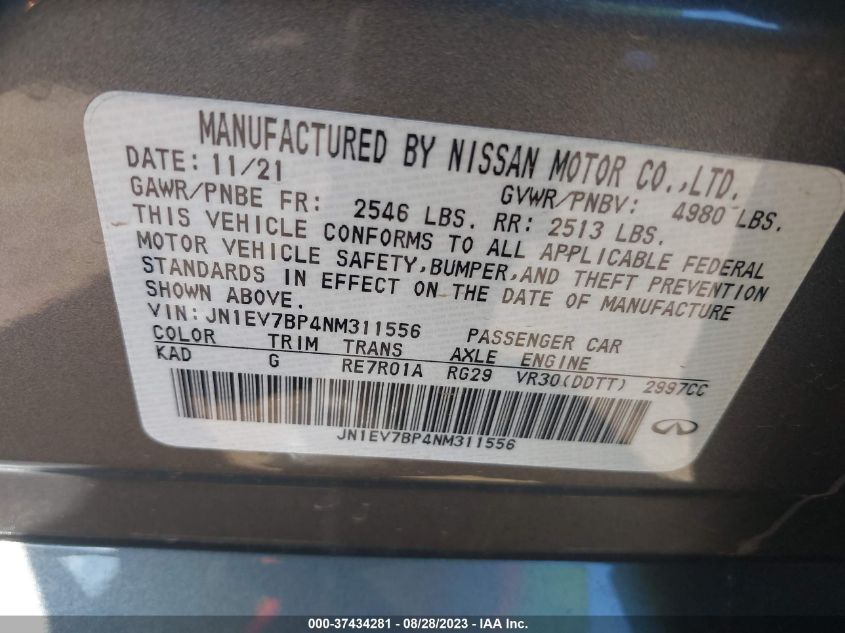 MANUFACTURED BY NISSAN MOTOR CO.,LTD.
DATE: 11/21 GVWR/PNBV: 4980 LBS.
GAWR/PNBE FR: 2546 LBS. RR: 2513 LBS.
THIS VEHICLE CONFORMS TO ALL APPLICABLE FEDERAL
MOTOR VEHICLE SAFETY,BUMPER,AND THEFT PREVENTION
STANDARDS IN EFFECT ON THE DATE OF MANUFACTURE
SHOWN ABOVE.
VIN: JN1EV7BP4NM311556 PASSENGER CAR
COLOR TRIM TRANS AXLE ENGINE
KAD G RE7R01A RG29 VR30(DDTT) 2997CC
JN1EV7BP4NM311556
000-37434281 - 08/28/2023 - IAA Inc.